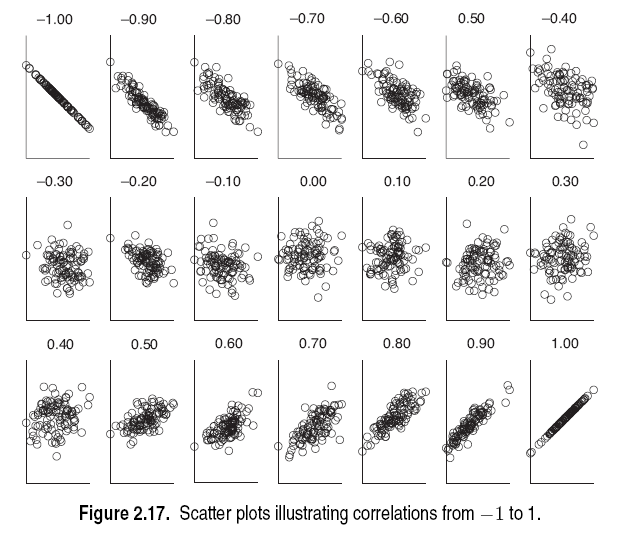 −1.00 −0.90 −0.80 −0.70 −0.60 0.50 −0.40
−0.30 −0.20 −0.10 0.00 0.10 0.20 0.30
0.40 0.50 0.60 0.70 0.80 0.90 1.00
Figure 2.17. Scatter plots illustrating correlations from −1 to 1.